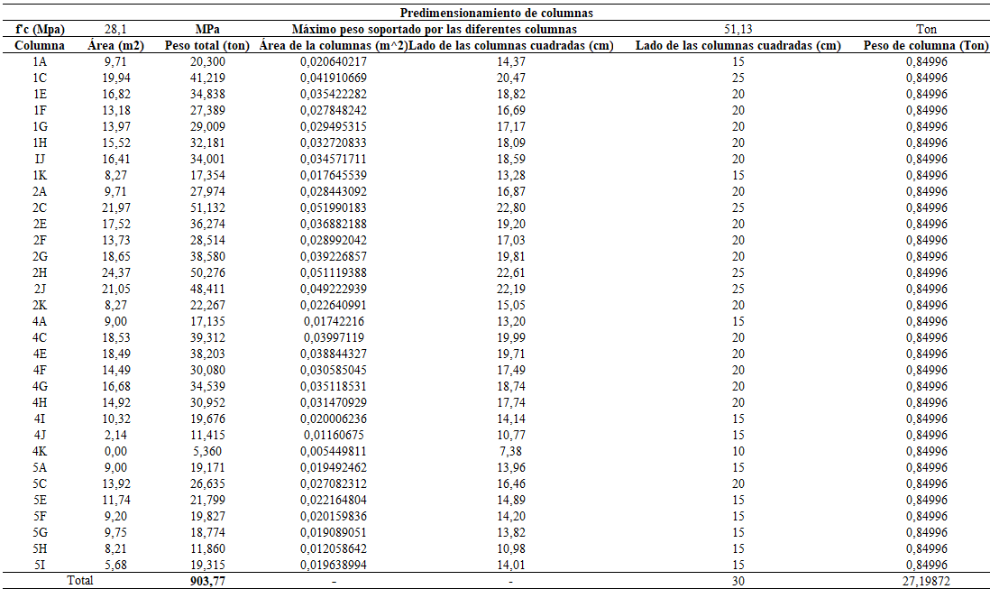 Predimensionamiento de columnas
f'c (Mpa) 28,1 MPa Máximo peso soportado por las diferentes columnas 51,13 Ton
Columna Área (m2) Peso total (ton) Área de la columnas (m^2) Lado de las columnas cuadradas (cm) Lado de las columnas cuadradas (cm) Peso de columna (Ton)
1A 9,71 20,300 0,020640217 14,37 15 0,84996
1C 19,94 41,219 0,041910669 20,47 25 0,84996
1E 16,82 34,838 0,035422282 18,82 20 0,84996
1F 13,18 27,389 0,027848242 16,69 20 0,84996
1G 13,97 29,009 0,029495315 17,17 20 0,84996
1H 15,52 32,181 0,032720833 18,09 20 0,84996
IJ 16,41 34,001 0,034571711 18,59 20 0,84996
1K 8,27 17,354 0,017645539 13,28 15 0,84996
2A 9,71 27,974 0,028443092 16,87 20 0,84996
2C 21,97 51,132 0,051990183 22,80 25 0,84996
2E 17,52 36,274 0,036882188 19,20 20 0,84996
2F 13,73 28,514 0,028992042 17,03 20 0,84996
2G 18,65 38,580 0,039226857 19,81 20 0,84996
2H 24,37 50,276 0,051119388 22,61 25 0,84996
2J 21,05 48,411 0,049222939 22,19 25 0,84996
2K 8,27 22,267 0,022640991 15,05 20 0,84996
4A 9,00 17,135 0,01742216 13,20 15 0,84996
4C 18,53 39,312 0,03997119 19,99 20 0,84996
4E 18,49 38,203 0,038844327 19,71 20 0,84996
4F 14,49 30,080 0,030585045 17,49 20 0,84996
4G 16,68 34,539 0,035118531 18,74 20 0,84996
4H 14,92 30,952 0,031470929 17,74 20 0,84996
4I 10,32 19,676 0,020006236 14,14 15 0,84996
4J 2,14 11,415 0,01160675 10,77 15 0,84996
4K 0,00 5,360 0,005449811 7,38 10 0,84996
5A 9,00 19,171 0,019492462 13,96 15 0,84996
5C 13,92 26,635 0,027082312 16,46 20 0,84996
5E 11,74 21,799 0,022164804 14,89 15 0,84996
5F 9,20 19,827 0,020159836 14,20 15 0,84996
5G 9,75 18,774 0,019089051 13,82 15 0,84996
5H 8,21 11,860 0,012058642 10,98 15 0,84996
5I 5,68 19,315 0,019638994 14,01 15 0,84996
Total 903,77 - - 30 27,19872